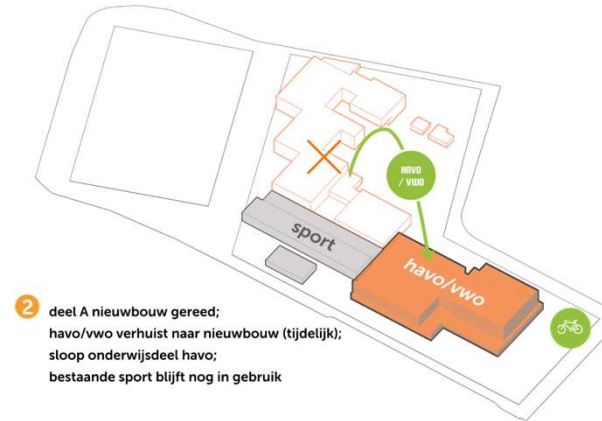 HAVO
/ VWO
sport
havo/vwo
2 deel A nieuwbouw gereed;
havo/vwo verhuist naar nieuwbouw (tijdelijk);
sloop onderwijsdeel havo;
bestaande sport blijft nog in gebruik